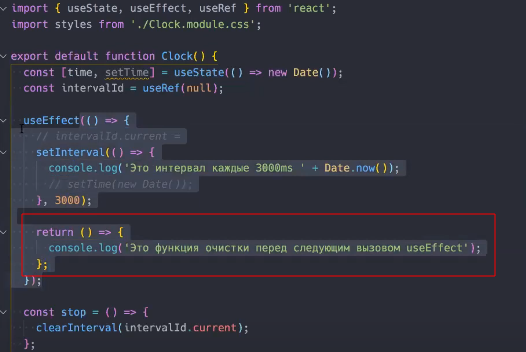 import { useState, useEffect, useRef } from 'react';
import styles from './Clock.module.css';
export default function Clock() {
const [time, setTime] = useState(() => new Date());
const intervalId = useRef(null);
useEffect(() => {
// intervalId.current =
setInterval(() => {
console.log('Это интервал каждые 3000ms ' + Date.now());
// setTime(new Date());
}, 3000);
return () => {
console.log('Это функция очистки перед следующим вызовом useEffect');
};
});
const stop = () => {
clearInterval(intervalId.current);
};